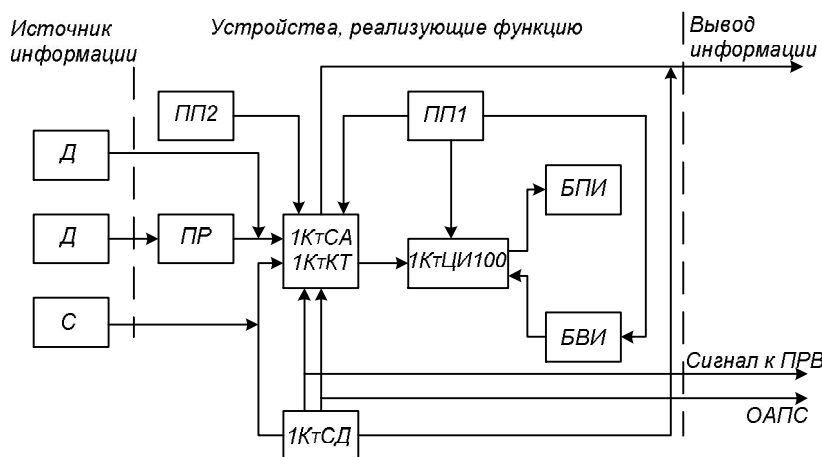 Источник
информации
Устройства, реализующие функцию
Вывод
информации
ПП2
ПП1
Д
БПИ
Д
ПР
1КтСА
1КтКТ
1КтЦИ100
С
БВИ
Сигнал к ПРВ
ОАПС
1КтСД